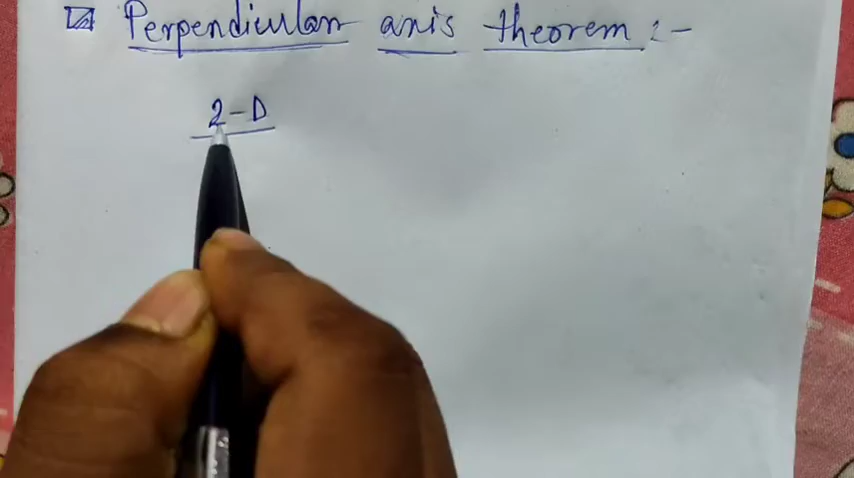 Perpendicular axis theorem :-
2-D